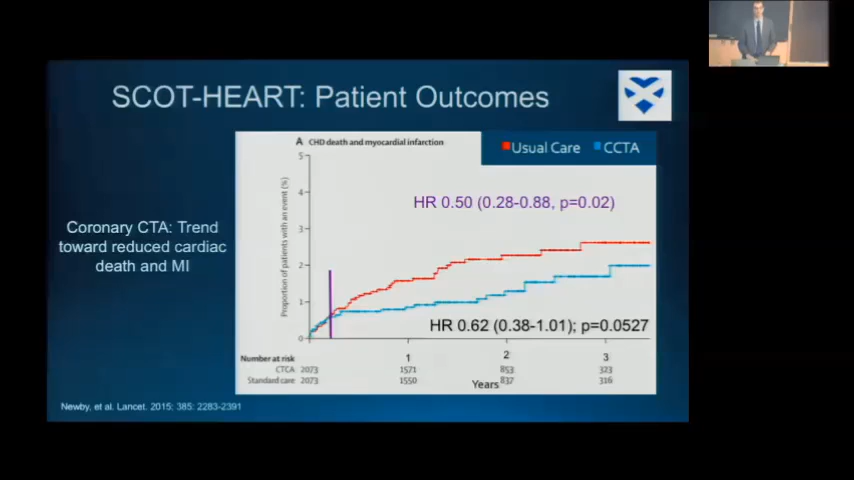 SCOT-HEART: Patient Outcomes
A CHD death and myocardial infarction
Usual Care CCTA
5
4
3
2
1
0
Proportion of patients with an event (%)
HR 0.50 (0.28-0.88, p=0.02)
Coronary CTA: Trend
toward reduced cardiac
death and MI
HR 0.62 (0.38-1.01); p=0.0527
1 2 3
Number at risk
CTCA 2073 1571 853 323
Standard care 2073 1550 837 316
Years
Newby, et al. Lancet. 2015: 385: 2283-2391